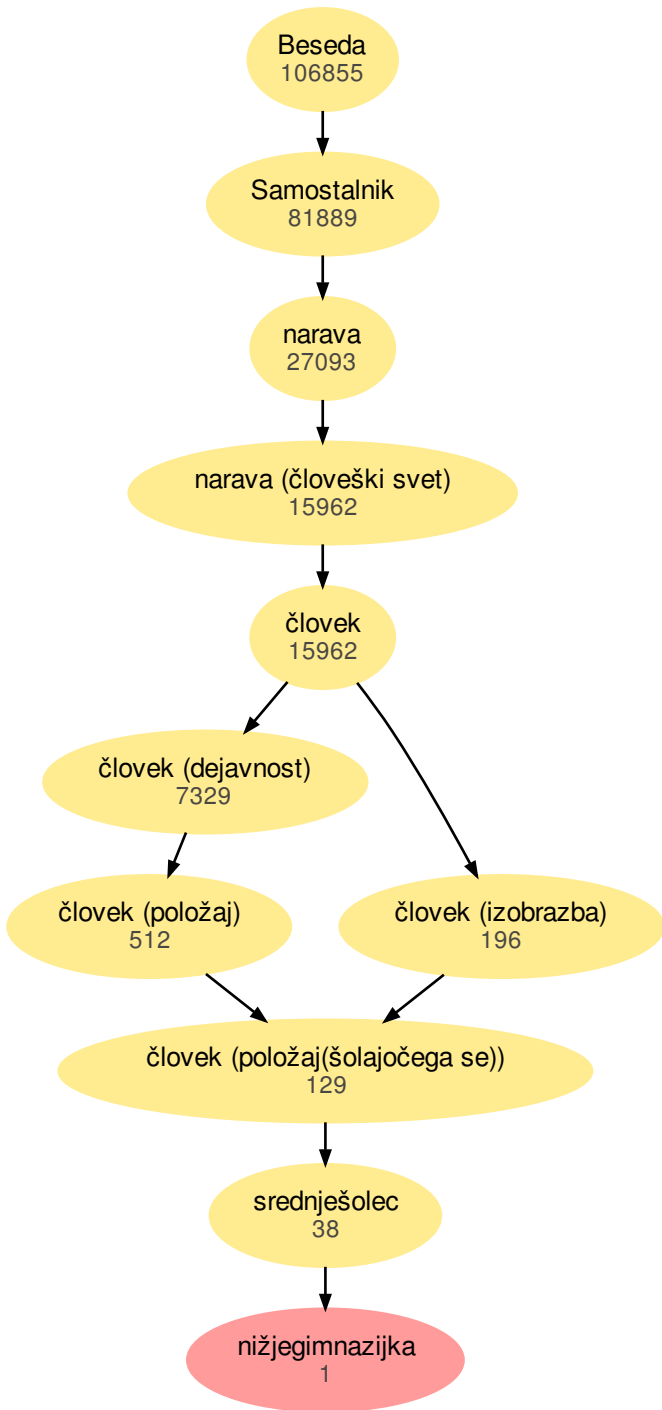 Beseda
106855
Samostalnik
81889
narava
27093
narava (človeški svet)
15962
človek
15962
človek (dejavnost)
7329
človek (položaj)
512
človek (izobrazba)
196
človek (položaj(šolajočega se))
129
srednješolec
38
nižjegimnazijka
1